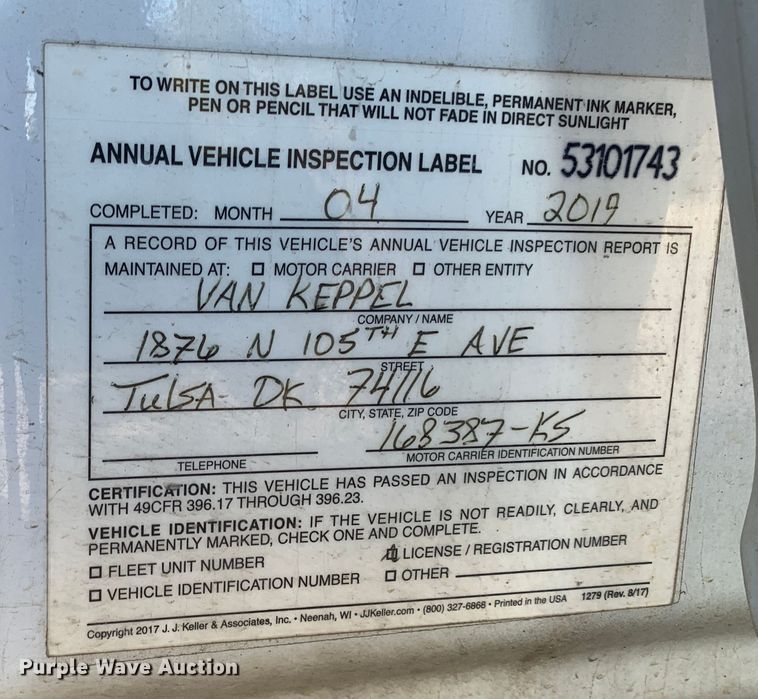 TO WRITE ON THIS LABEL USE AN INDELIBLE, PERMANENT INK MARKER,
PEN OR PENCIL THAT WILL NOT FADE IN DIRECT SUNLIGHT
ANNUAL VEHICLE INSPECTION LABEL NO. 53101743
COMPLETED: MONTH 04 YEAR 2019
A RECORD OF THIS VEHICLE'S ANNUAL VEHICLE INSPECTION REPORT IS
MAINTAINED AT: ☐ MOTOR CARRIER ☐ OTHER ENTITY
VAN KEPPEL
COMPANY / NAME
1876 N 105TH E AVE
STREET
TulSA OK 74116
CITY, STATE, ZIP CODE
168387-KS
TELEPHONE MOTOR CARRIER IDENTIFICATION NUMBER
CERTIFICATION: THIS VEHICLE HAS PASSED AN INSPECTION IN ACCORDANCE
WITH 49CFR 396.17 THROUGH 396.23.
VEHICLE IDENTIFICATION: IF THE VEHICLE IS NOT READILY, CLEARLY, AND
PERMANENTLY MARKED, CHECK ONE AND COMPLETE.
☐ FLEET UNIT NUMBER ☑ LICENSE / REGISTRATION NUMBER
☐ VEHICLE IDENTIFICATION NUMBER ☐ OTHER
Copyright 2017 J. J. Keller & Associates, Inc. • Neenah, WI • JJKeller.com • (800) 327-6868 • Printed in the USA 1279 (Rev. 8/17)
Purple Wave Auction